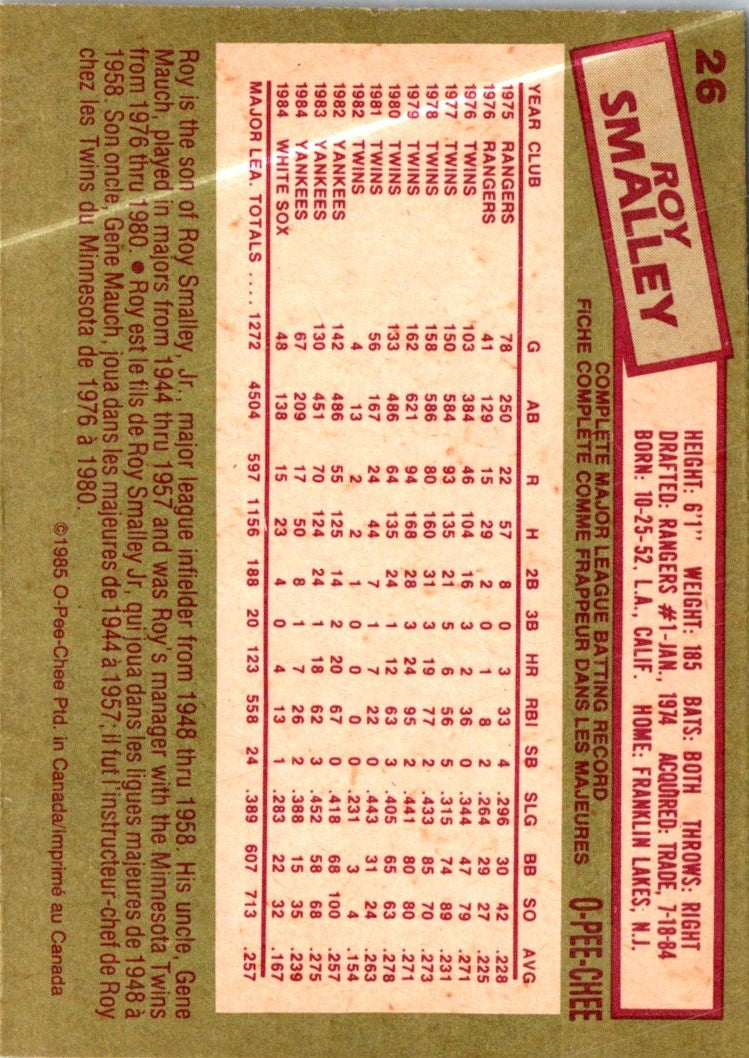 26
ROY
SMALLEY
HEIGHT: 6'1" WEIGHT: 185 BATS: BOTH THROWS: RIGHT
DRAFTED: RANGERS #1-JAN., 1974 ACQUIRED: TRADE, 7-18-84
BORN: 10-25-52, L.A., CALIF. HOME: FRANKLIN LAKES, N.J.
COMPLETE MAJOR LEAGUE BATTING RECORD
FICHE COMPLÈTE COMME FRAPPEUR DANS LES MAJEURES
O-PEE-CHEE
YEAR CLUB G AB R H 2B 3B HR RBI SB SLG BB SO AVG
1975 RANGERS 78 250 22 57 8 0 3 33 4 .296 30 42 .228
1976 RANGERS 41 129 15 29 2 0 1 8 2 .264 29 27 .225
1976 TWINS 103 384 46 104 16 3 2 36 0 .344 47 79 .271
1977 TWINS 150 584 93 135 21 5 6 56 5 .315 74 89 .231
1978 TWINS 158 586 80 160 31 3 19 77 2 .433 85 70 .273
1979 TWINS 162 621 94 168 28 3 24 95 2 .441 80 80 .271
1980 TWINS 133 486 64 135 24 1 12 63 3 .405 65 63 .278
1981 TWINS 56 167 24 44 7 1 7 22 0 .443 31 24 .263
1982 TWINS 4 13 2 2 1 0 0 0 0 .231 3 4 .154
1982 YANKEES 142 486 55 125 14 2 20 67 0 .418 68 100 .257
1983 YANKEES 130 451 70 124 24 1 18 62 3 .452 58 68 .275
1984 YANKEES 67 209 17 50 8 1 7 26 2 .388 15 35 .239
1984 WHITE SOX 48 138 15 23 4 0 4 13 1 .283 22 32 .167
MAJOR LEA. TOTALS .... 1272 4504 597 1156 188 20 123 558 24 .389 607 713 .257
Roy is the son of Roy Smalley, Jr., major league infielder from 1948 thru 1958. His uncle, Gene
Mauch, played in majors from 1944 thru 1957 and was Roy's manager with the Minnesota Twins
from 1976 thru 1980. ● Roy est le fils de Roy Smalley Jr, qui joua dans les ligues majeures de 1948 à
1958. Son oncle, Gene Mauch, joua dans les majeures de 1944 à 1957; il fut l'instructeur-chef de Roy
chez les Twins du Minnesota de 1976 à 1980.
©1985 O-Pee-Chee Ptd. in Canada/Imprimé au Canada